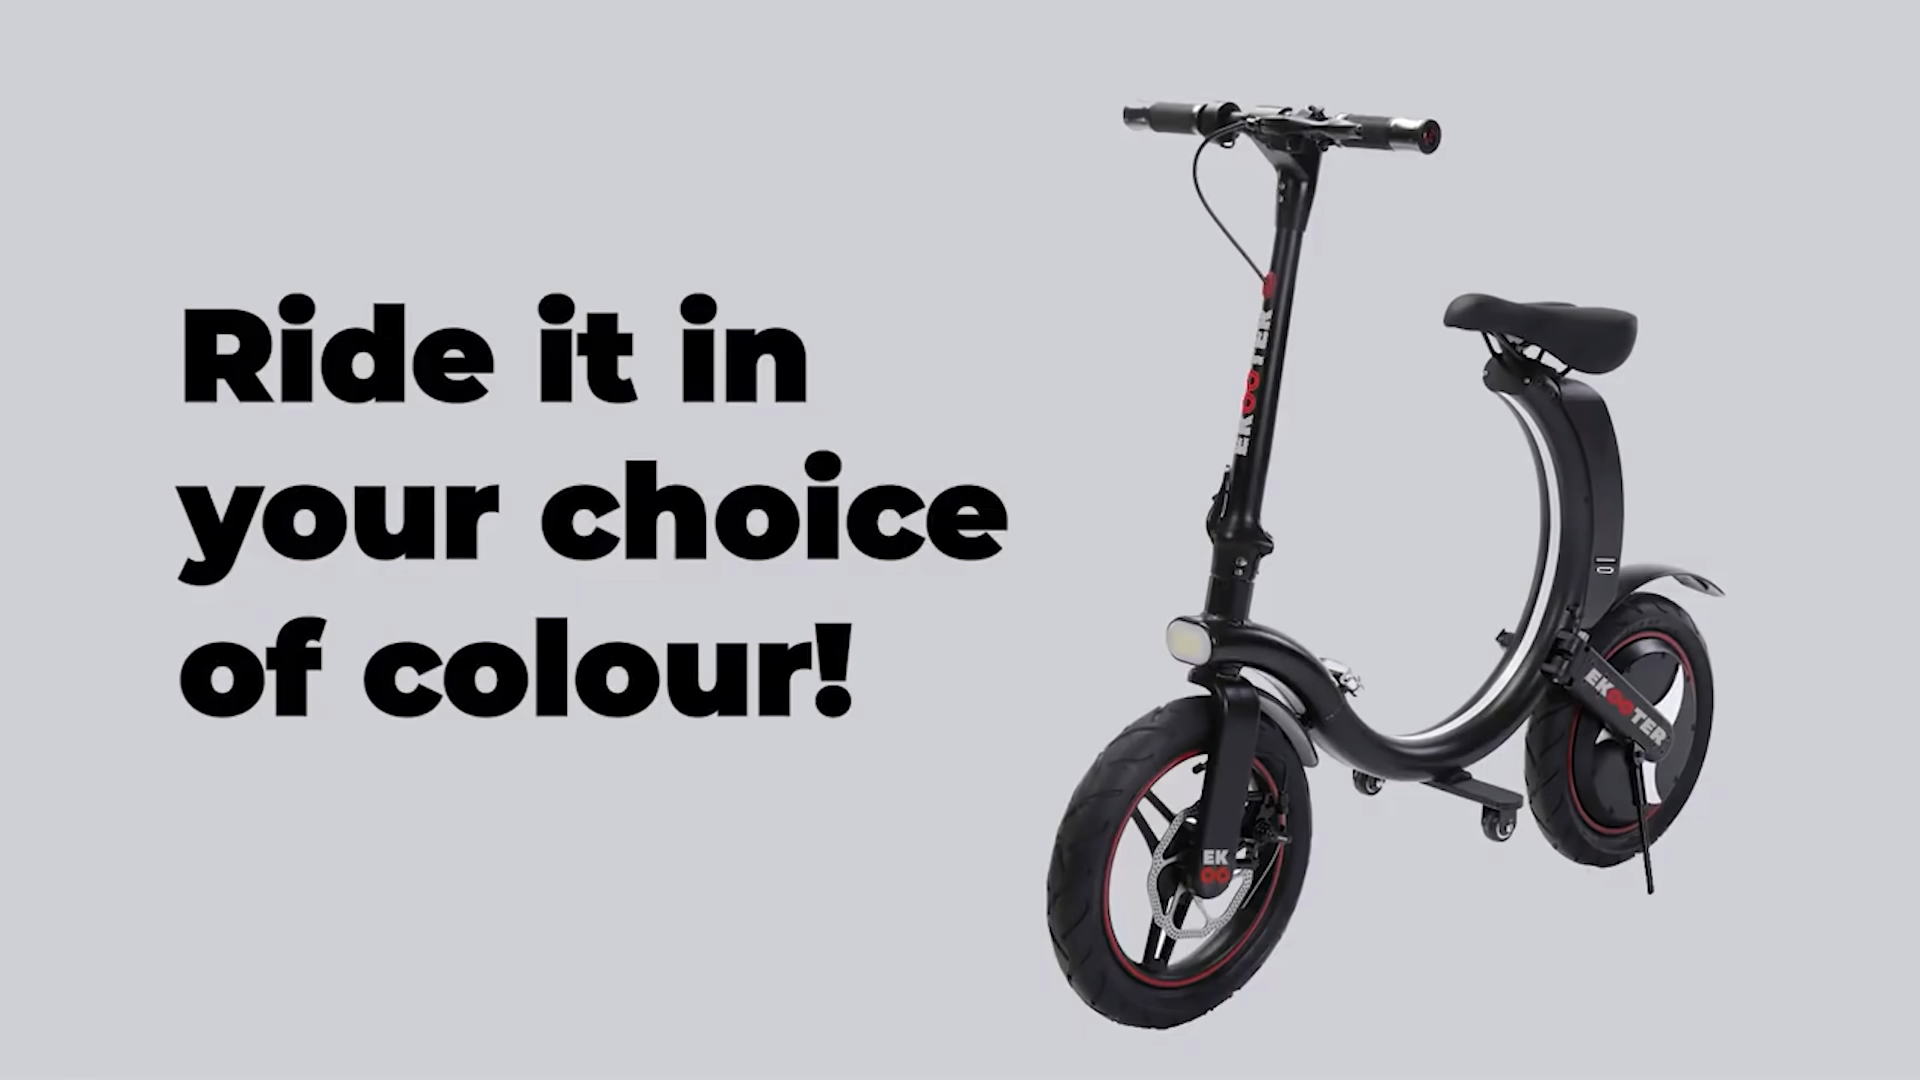 Ride it in
your choice
of colour!
EKOOTER
EKOOTER
EK
OO